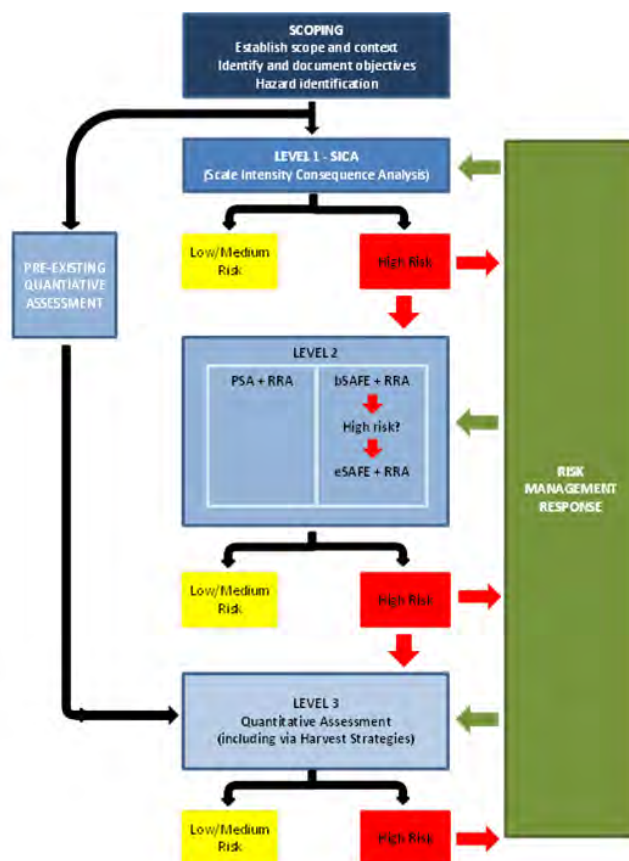 SCOPING
Establish scope and context
Identify and document objectives
Hazard identification
LEVEL 1 - SICA
(Scale Intensity Consequence Analysis)
Low/Medium
Risk
High Risk
PRE-EXISTING
QUANTIATIVE
ASSESSMENT
LEVEL 2
PSA + RRA
bSAFE + RRA
High risk?
eSAFE + RRA
RISK
MANAGEMENT
RESPONSE
Low/Medium
Risk
High Risk
LEVEL 3
Quantitative Assessment
(including via Harvest Strategies)
Low/Medium
Risk
High Risk